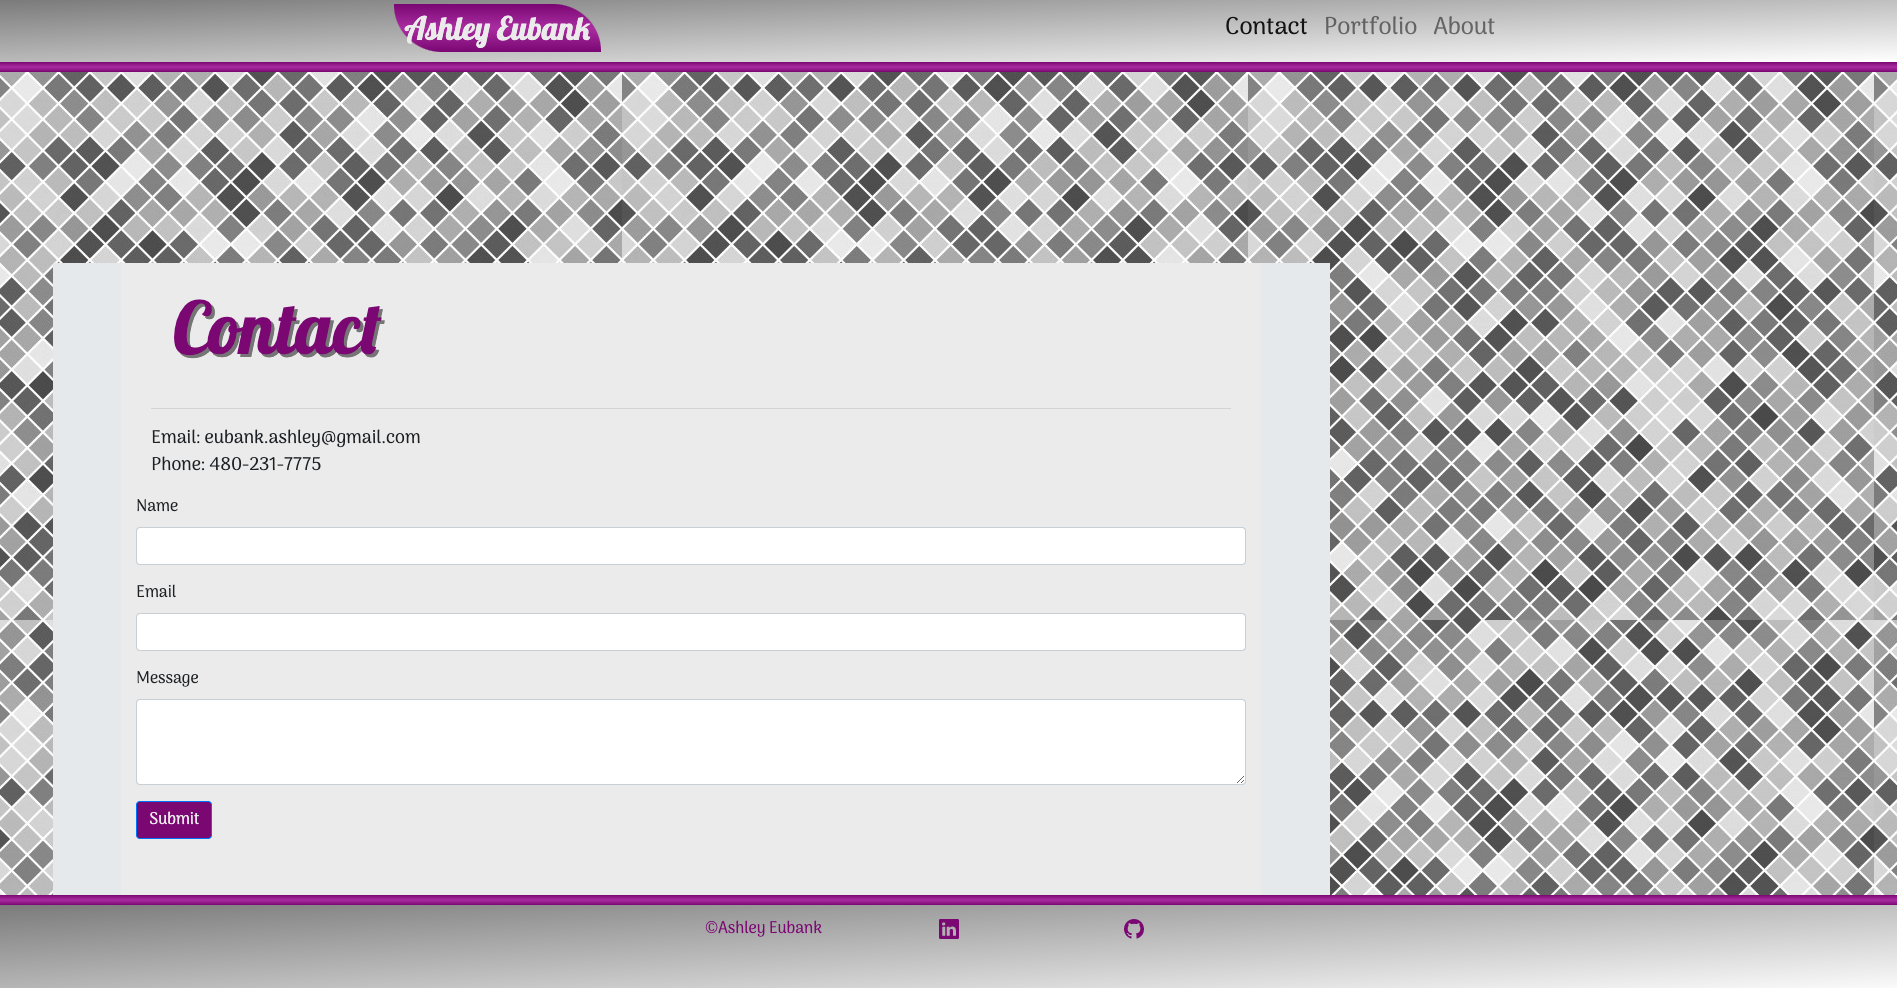 Ashley Eubank
Contact Portfolio About
Contact
Email: eubank.ashley@gmail.com
Phone: 480-231-7775
Name
Email
Message
Submit
©Ashley Eubank
in